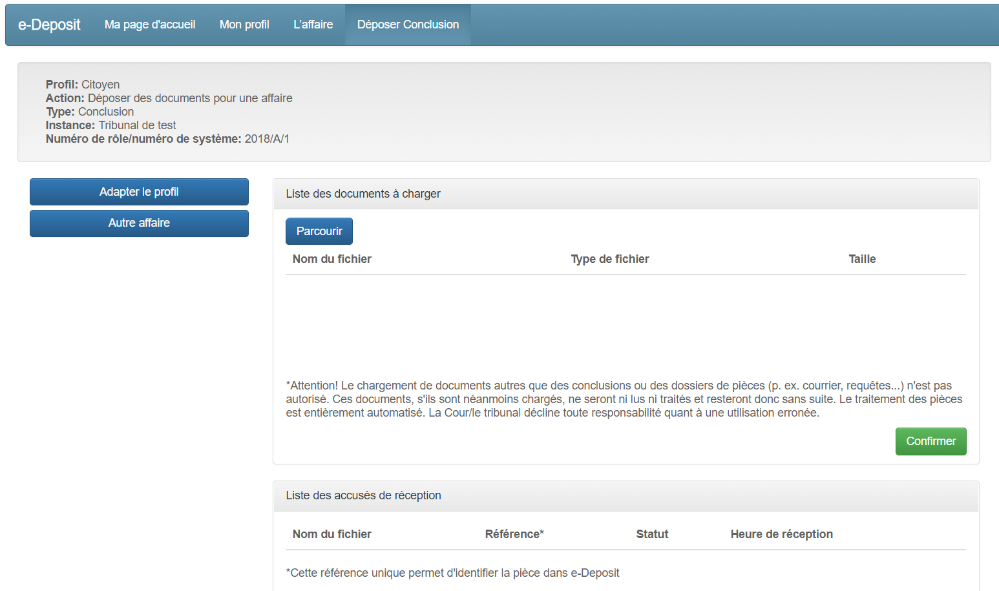 e-Deposit Ma page d'accueil Mon profil L'affaire Déposer Conclusion
Profil: Citoyen
Action: Déposer des documents pour une affaire
Type: Conclusion
Instance: Tribunal de test
Numéro de rôle/numéro de système: 2018/A/1
Adapter le profil
Autre affaire
Liste des documents à charger
Parcourir
Nom du fichier Type de fichier Taille
*Attention! Le chargement de documents autres que des conclusions ou des dossiers de pièces (p. ex. courrier, requêtes...) n'est pas
autorisé. Ces documents, s'ils sont néanmoins chargés, ne seront ni lus ni traités et resteront donc sans suite. Le traitement des pièces
est entièrement automatisé. La Cour/le tribunal décline toute responsabilité quant à une utilisation erronée.
Confirmer
Liste des accusés de réception
Nom du fichier Référence* Statut Heure de réception
*Cette référence unique permet d'identifier la pièce dans e-Deposit